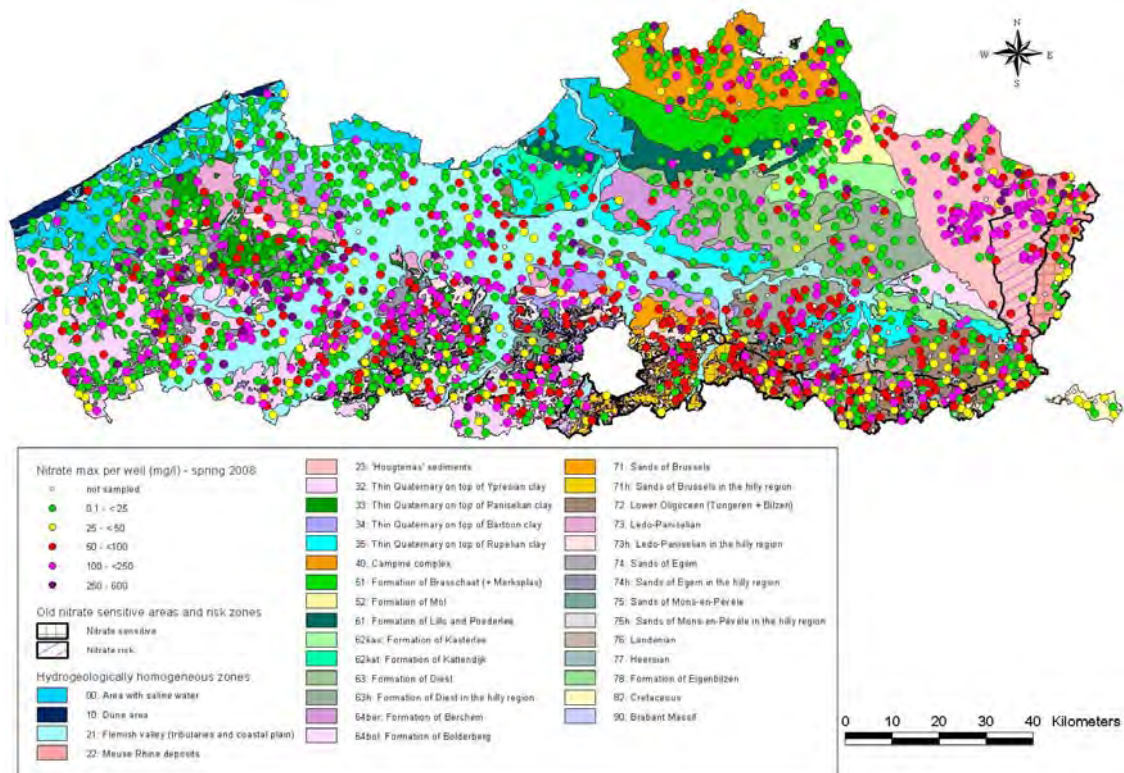 N
W E
S
Nitrate max per well (mg/l) - spring 2008
not sampled
0.1 - <25
25 - <50
50 - <100
100 - <250
250 - 600
Old nitrate sensitive areas and risk zones
Nitrate sensitive
Nitrate risk
Hydrogeologically homogeneous zones
00: Area with saline water
10: Dune area
21: Flemish valley (tributaries and coastal plain)
22: Meuse Rhine deposits
23: 'Hoogterras' sediments
32: Thin Quaternary on top of Ypresian clay
33: Thin Quaternary on top of Paniselian clay
34: Thin Quaternary on top of Bartoon clay
35: Thin Quaternary on top of Rupelian clay
40: Campine complex
51: Formation of Brasschaat (+ Merksplas)
52: Formation of Mol
61: Formation of Lillo and Poederlee
62kas: Formation of Kasterlee
62kat: Formation of Kattendijk
63: Formation of Diest
63h: Formation of Diest in the hilly region
64ber: Formation of Berchem
64bol: Formation of Bolderberg
71: Sands of Brussels
71h: Sands of Brussels in the hilly region
72: Lower Oligoceen (Tongeren + Bilzen)
73: Ledo-Paniselian
73h: Ledo-Paniselian in the hilly region
74: Sands of Egem
74h: Sands of Egem in the hilly region
75: Sands of Mons-en-Pévèle
75h: Sands of Mons-en-Pévèle in the hilly region
76: Landenian
77: Heersian
78: Formation of Eigenbilzen
82: Cretaceous
90: Brabant Massif
0 10 20 30 40 Kilometers